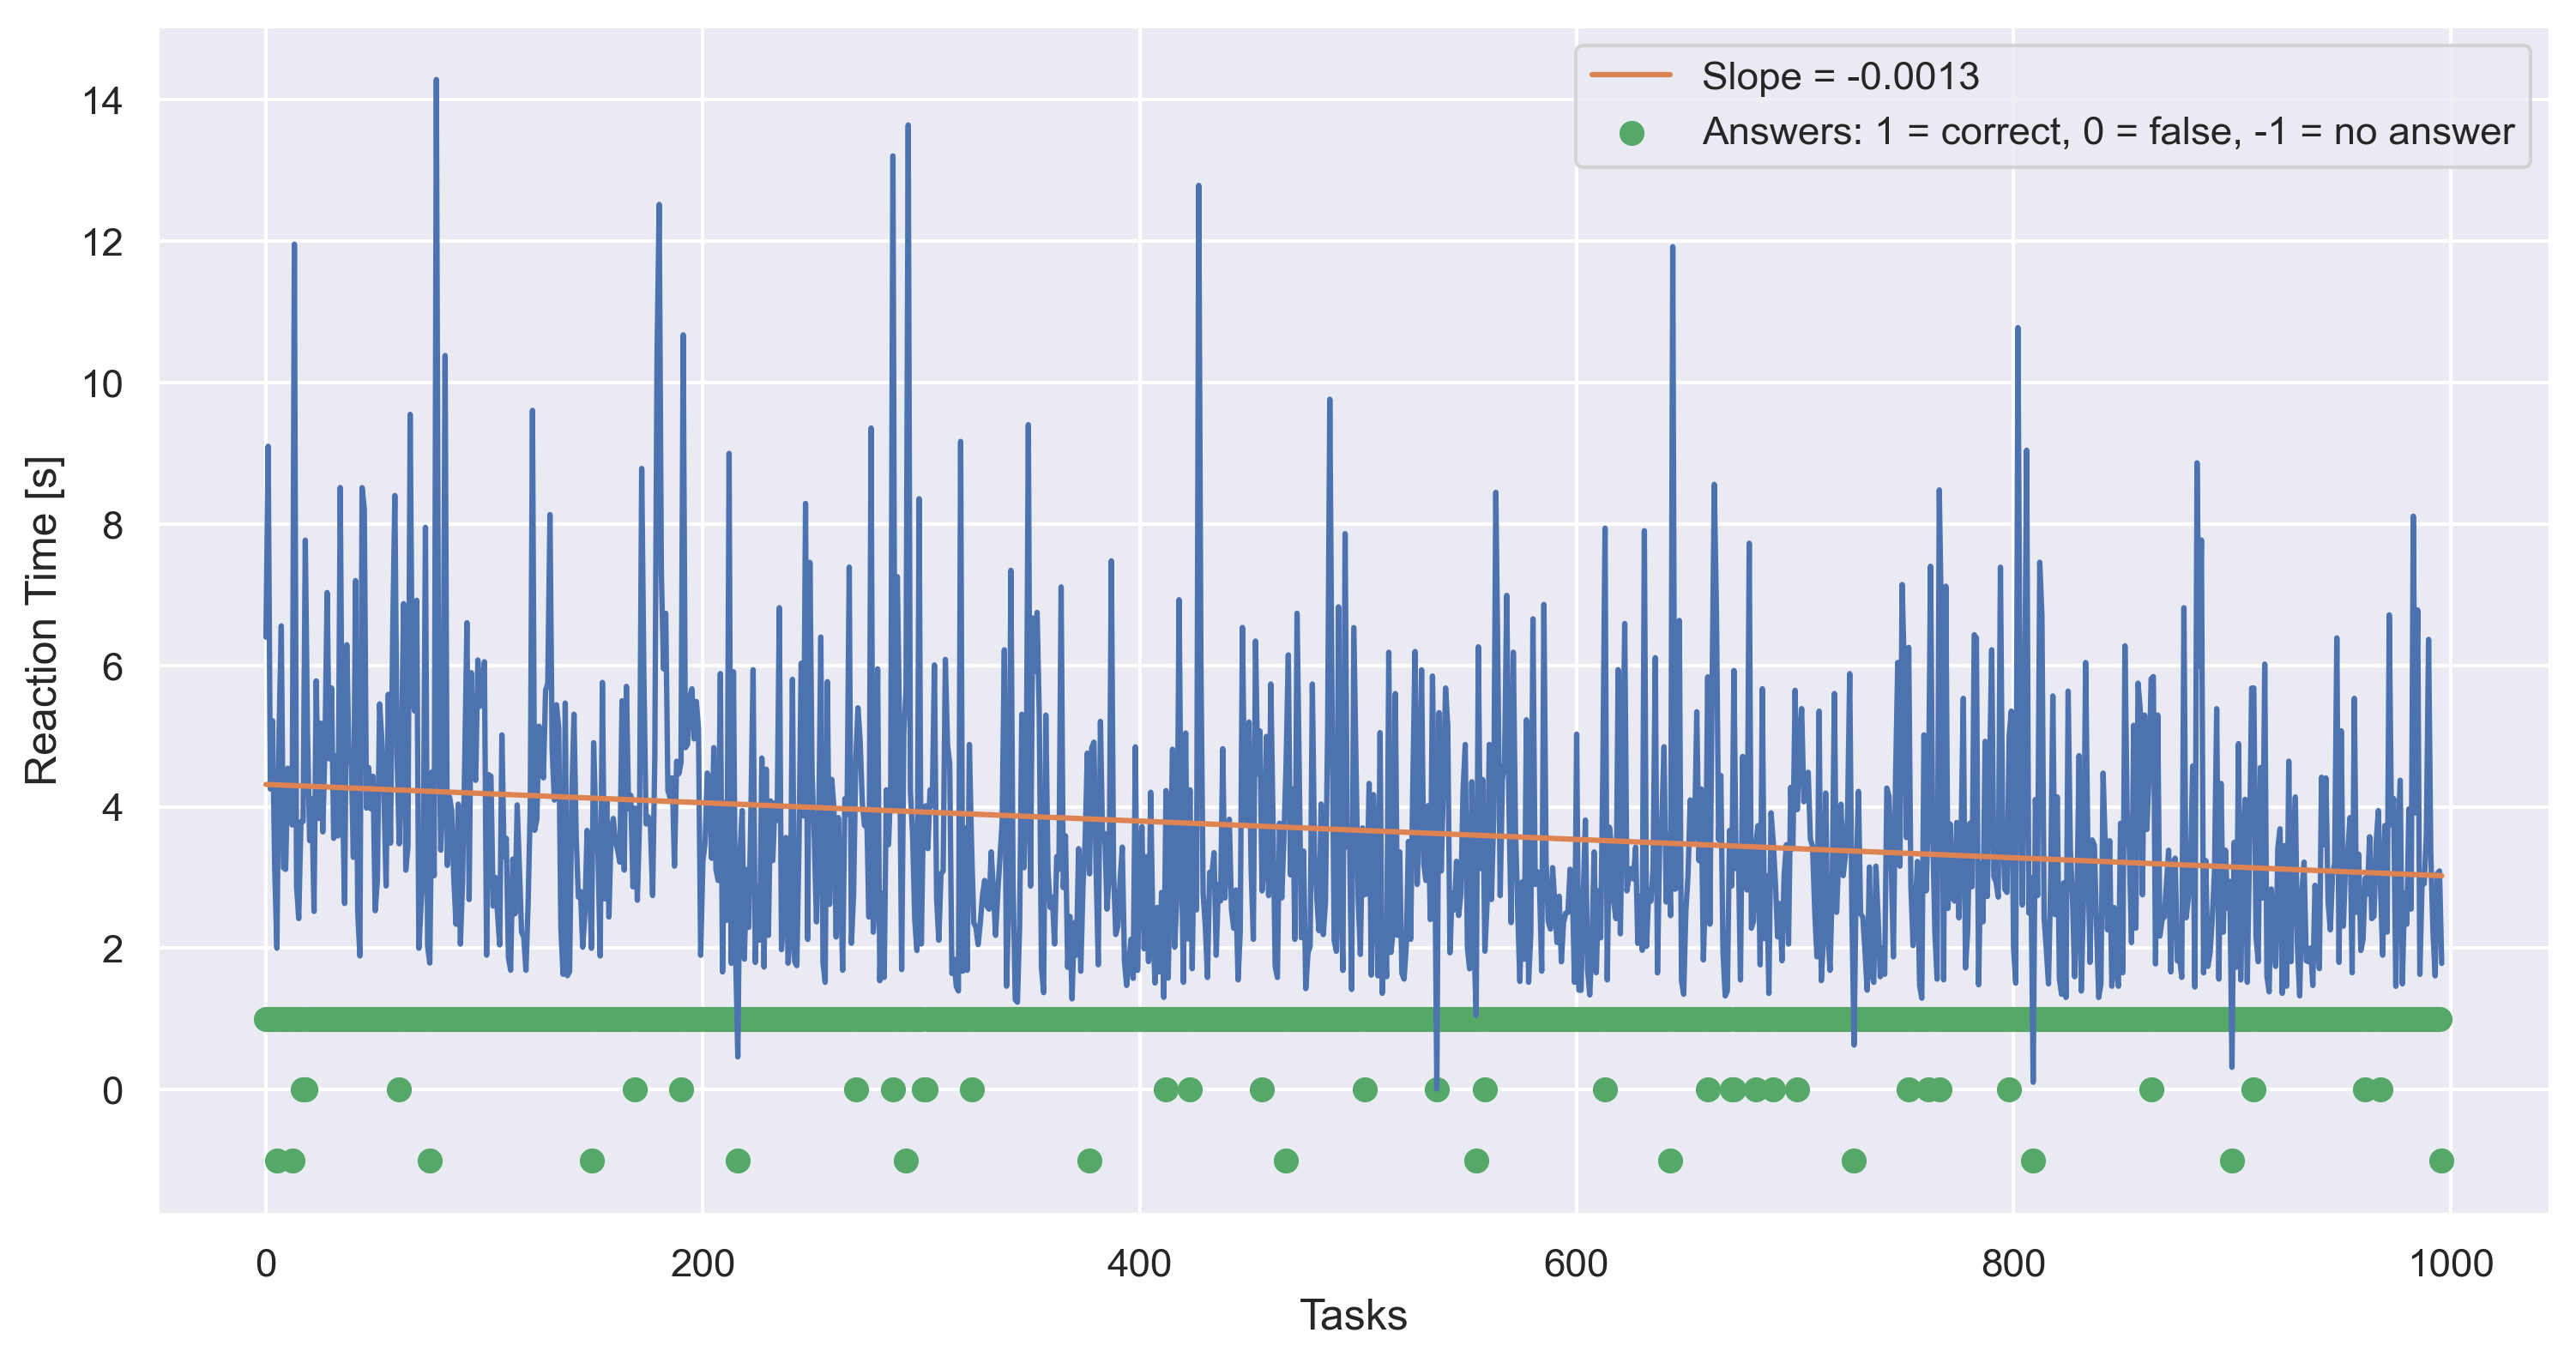 Slope = -0.0013
Answers: 1 = correct, 0 = false, -1 = no answer
14
12
10
8
6
4
2
0
Reaction Time [s]
0 200 400 600 800 1000
Tasks